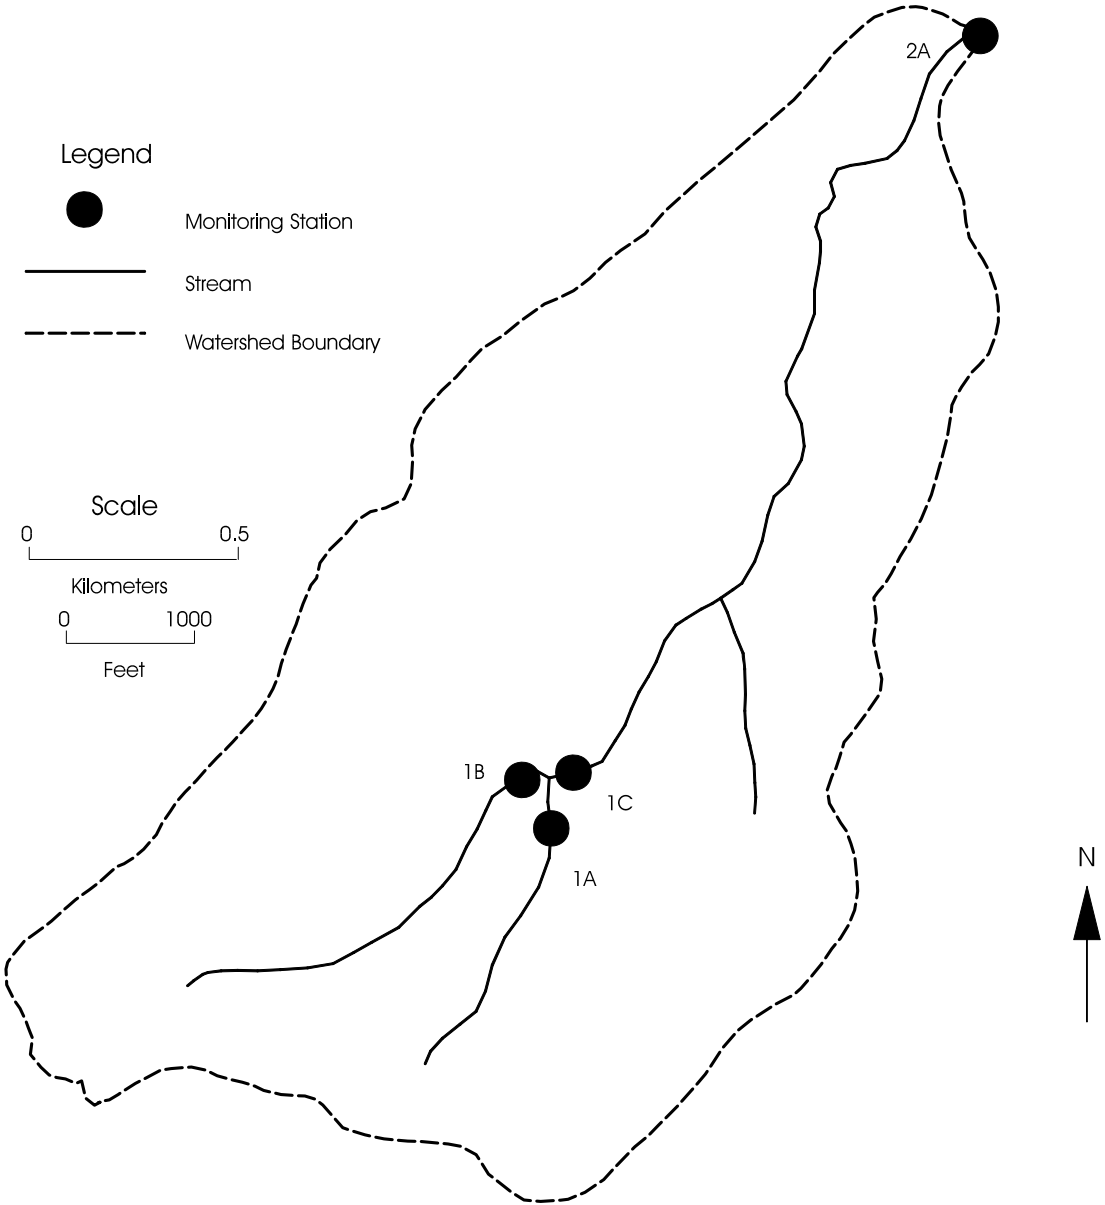 2A
Legend
Monitoring Station
Stream
Watershed Boundary
Scale
0 0.5
Kilometers
0 1000
Feet
1B
1C
1A
N